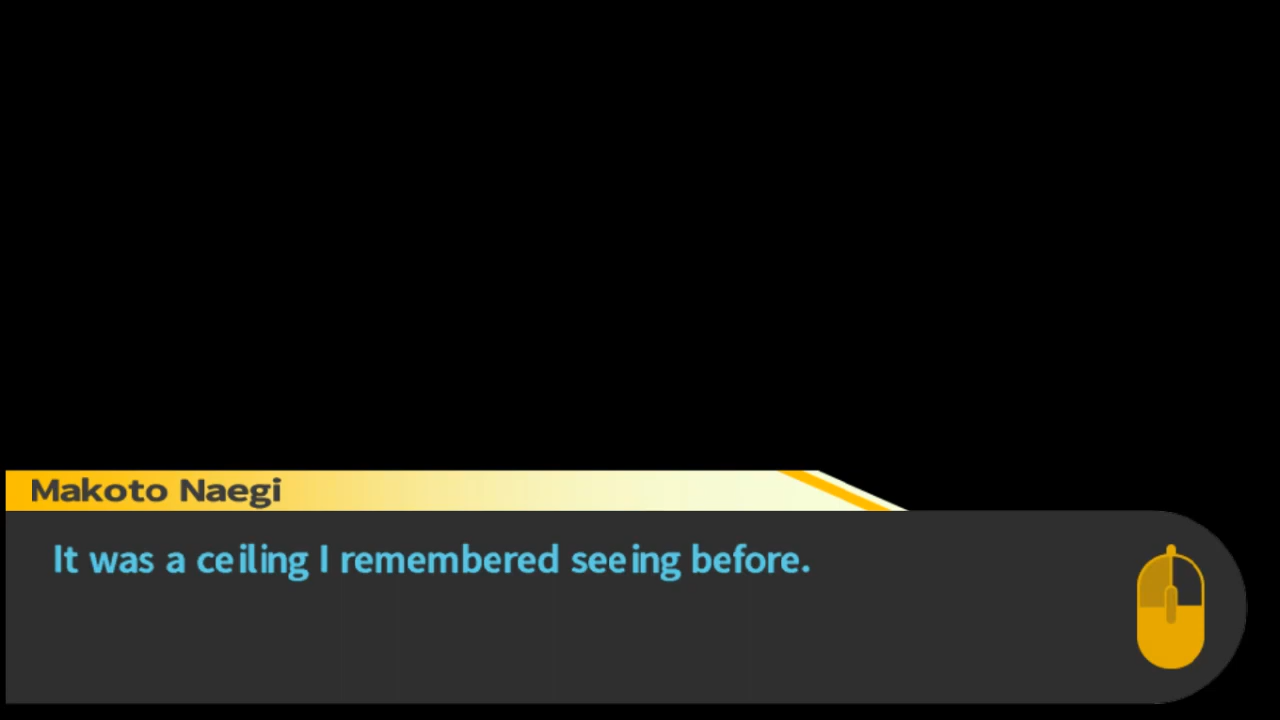 Makoto Naegi
It was a ceiling I remembered seeing before.